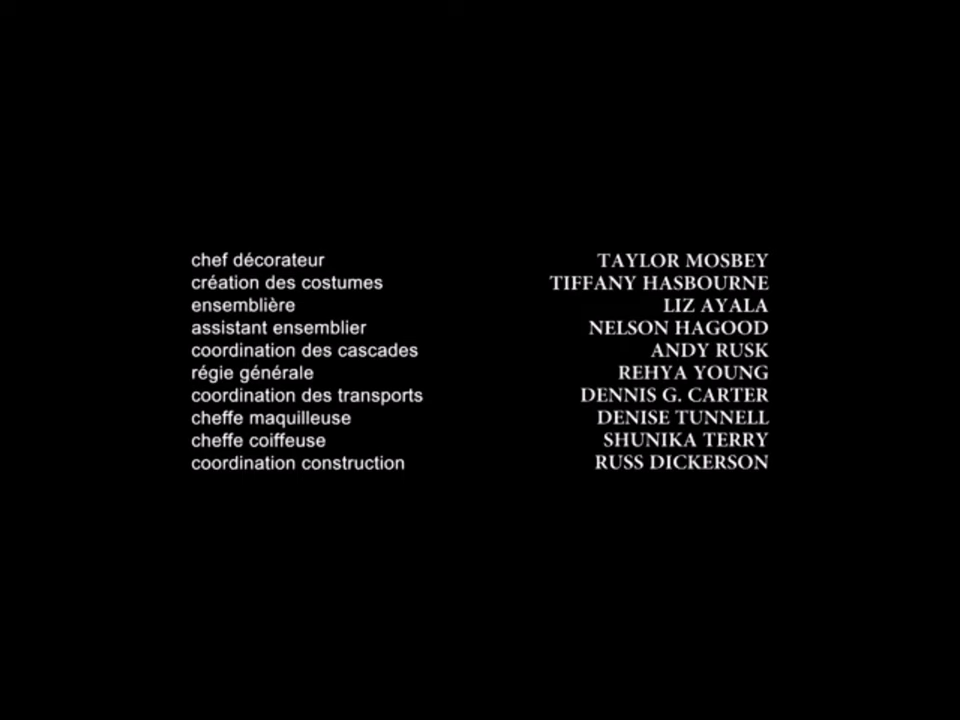 chef décorateur TAYLOR MOSBEY
création des costumes TIFFANY HASBOURNE
ensemblière LIZ AYALA
assistant ensemblier NELSON HAGOOD
coordination des cascades ANDY RUSK
régie générale REHYA YOUNG
coordination des transports DENNIS G. CARTER
cheffe maquilleuse DENISE TUNNELL
cheffe coiffeuse SHUNIKA TERRY
coordination construction RUSS DICKERSON